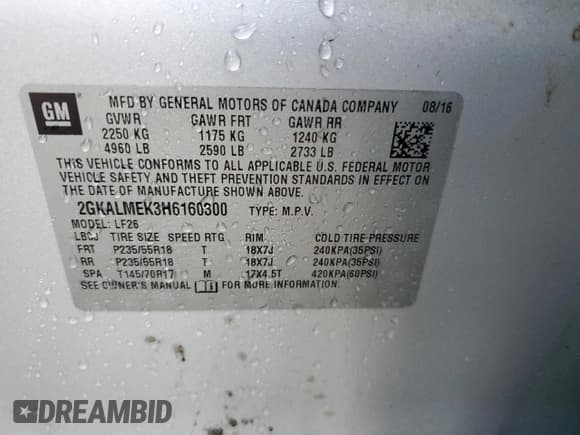 GM
MFD BY GENERAL MOTORS OF CANADA COMPANY 08/16
GVWR GAWR FRT GAWR RR
2250 KG 1175 KG 1240 KG
4960 LB 2590 LB 2733 LB
THIS VEHICLE CONFORMS TO ALL APPLICABLE U.S. FEDERAL MOTOR
VEHICLE SAFETY, AND THEFT PREVENTION STANDARDS IN EFFECT ON
THE DATE OF MANUFACTURE SHOWN ABOVE.
2GKALMEK3H6160300 TYPE: M.P.V.
MODEL: LF26
LBCJ TIRE SIZE SPEED RTG RIM COLD TIRE PRESSURE
FRT P235/55R18 T 18X7J 240KPA(35PSI)
RR P235/55R18 T 18X7J 240KPA(35PSI)
SPA T145/70R17 M 17X4.5T 420KPA(60PSI)
SEE OWNER'S MANUAL FOR MORE INFORMATION
DREAMBID